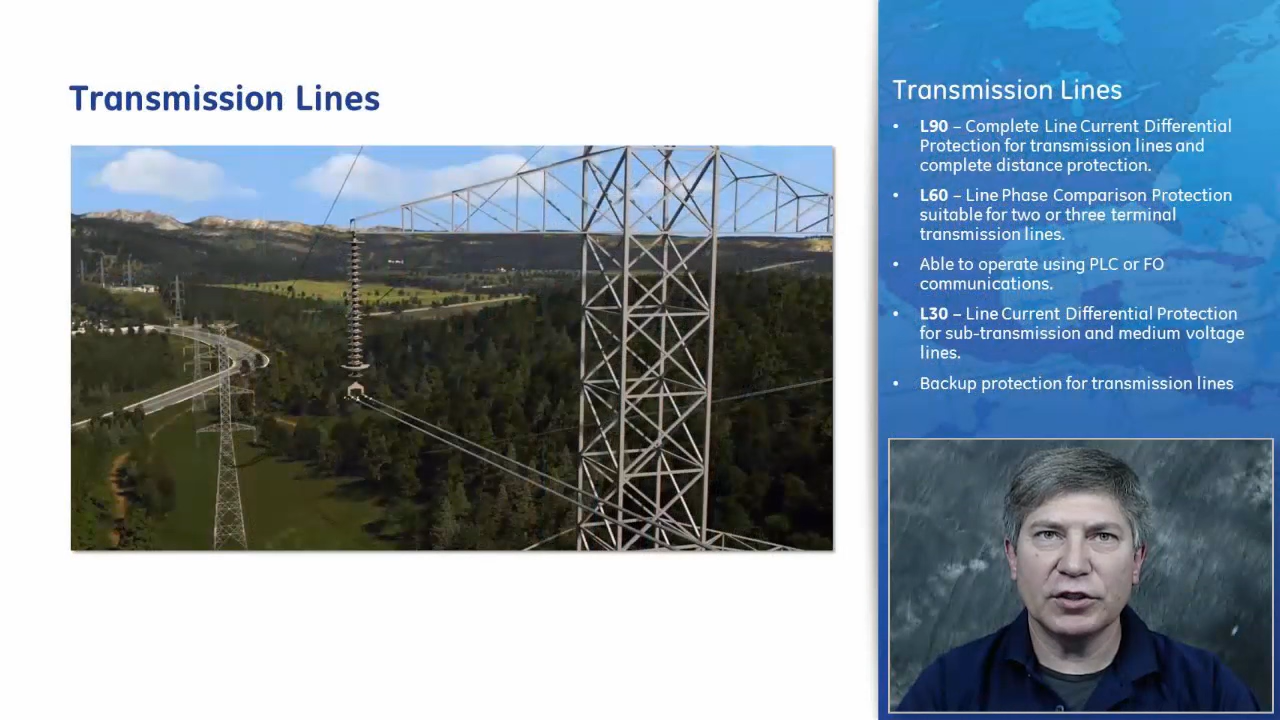 Transmission Lines
Transmission Lines
• L90 – Complete Line Current Differential
Protection for transmission lines and
complete distance protection.
• L60 – Line Phase Comparison Protection
suitable for two or three terminal
transmission lines.
• Able to operate using PLC or FO
communications.
• L30 – Line Current Differential Protection
for sub-transmission and medium voltage
lines.
• Backup protection for transmission lines